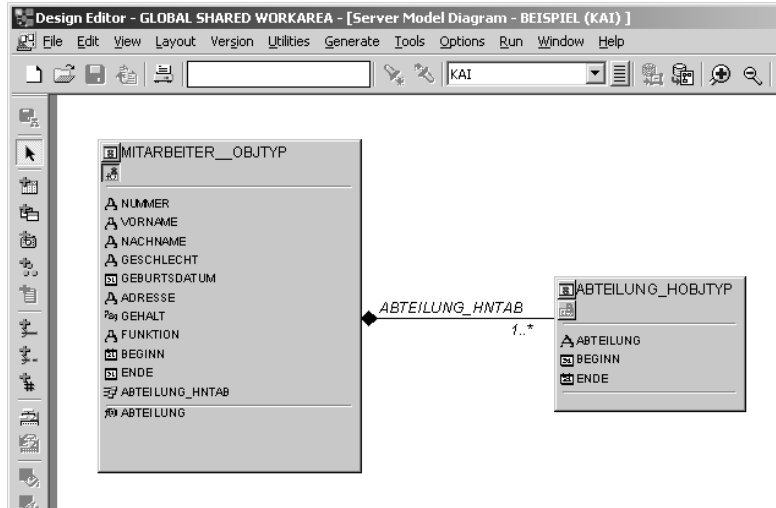 Design Editor - GLOBAL SHARED WORKAREA - [Server Model Diagram - BEISPIEL (KAI) ]
File Edit View Layout Version Utilities Generate Tools Options Run Window Help
KAI
MITARBEITER__OBJTYP
NUMMER
VORNAME
NACHNAME
GESCHLECHT
GEBURTSDATUM
ADRESSE
GEHALT
FUNKTION
BEGINN
ENDE
ABTEILUNG_HNTAB
ABTEILUNG
ABTEILUNG_HNTAB
1..*
ABTEILUNG_HOBJTYP
ABTEILUNG
BEGINN
ENDE